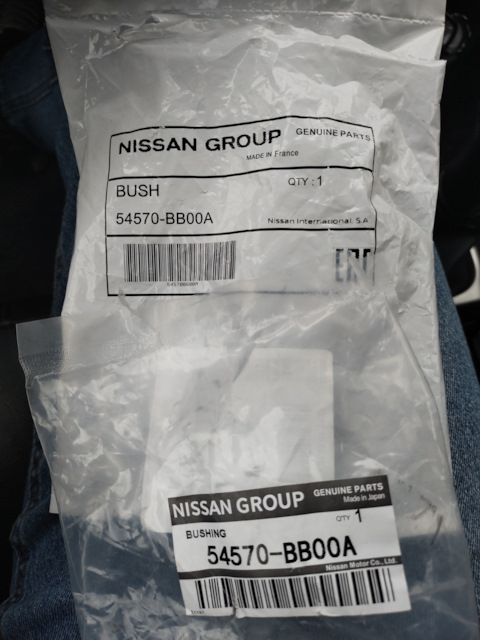 NISSAN GROUP GENUINE PARTS
MADE IN France
BUSH QTY : 1
54570-BB00A Nissan International. S.A
NISSAN GROUP GENUINE PARTS
Made in Japan
QTY 1
BUSHING
54570-BB00A
Nissan Motor Co., Ltd.